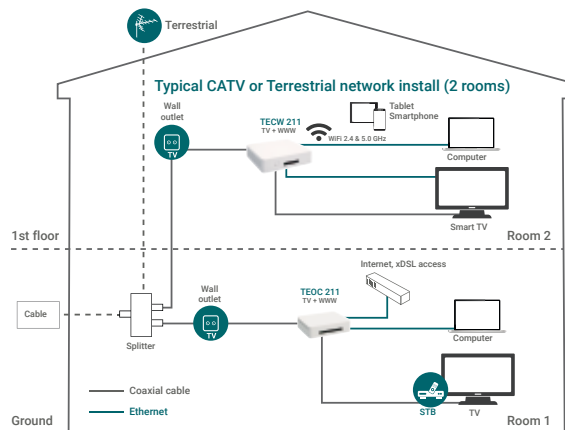 Terrestrial
Typical CATV or Terrestrial network install (2 rooms)
Wall
outlet
TV
TECW 211
TV + WWW
WiFi 2.4 & 5.0 GHz
Tablet
Smartphone
Computer
Smart TV
1st floor
Room 2
Internet, xDSL access
Wall
outlet
TV
TEOC 211
TV + WWW
Cable
Splitter
Computer
Coaxial cable
Ethernet
STB
TV
Ground
Room 1